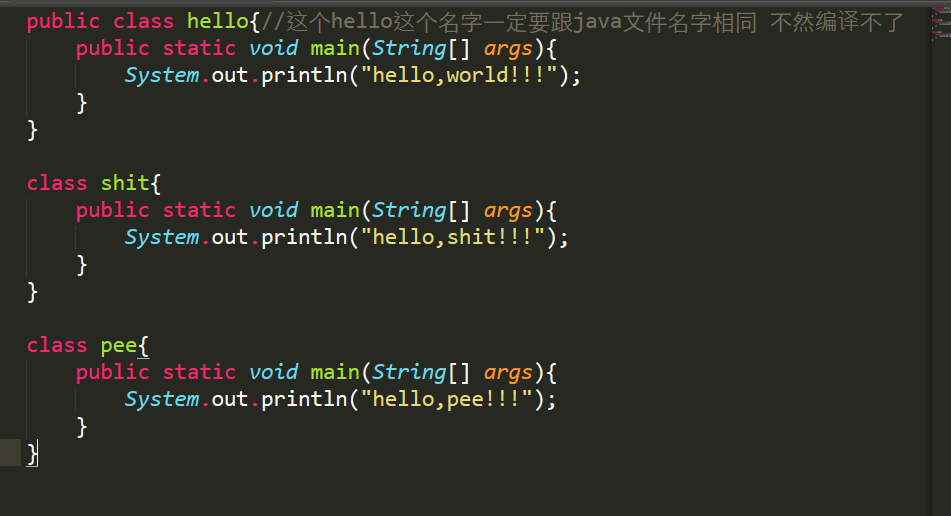 public class hello{//这个hello这个名字一定要跟java文件名字相同 不然编译不了
    public static void main(String[] args){
        System.out.println("hello,world!!!");
    }
}

class shit{
    public static void main(String[] args){
        System.out.println("hello,shit!!!");
    }
}

class pee{
    public static void main(String[] args){
        System.out.println("hello,pee!!!");
    }
}